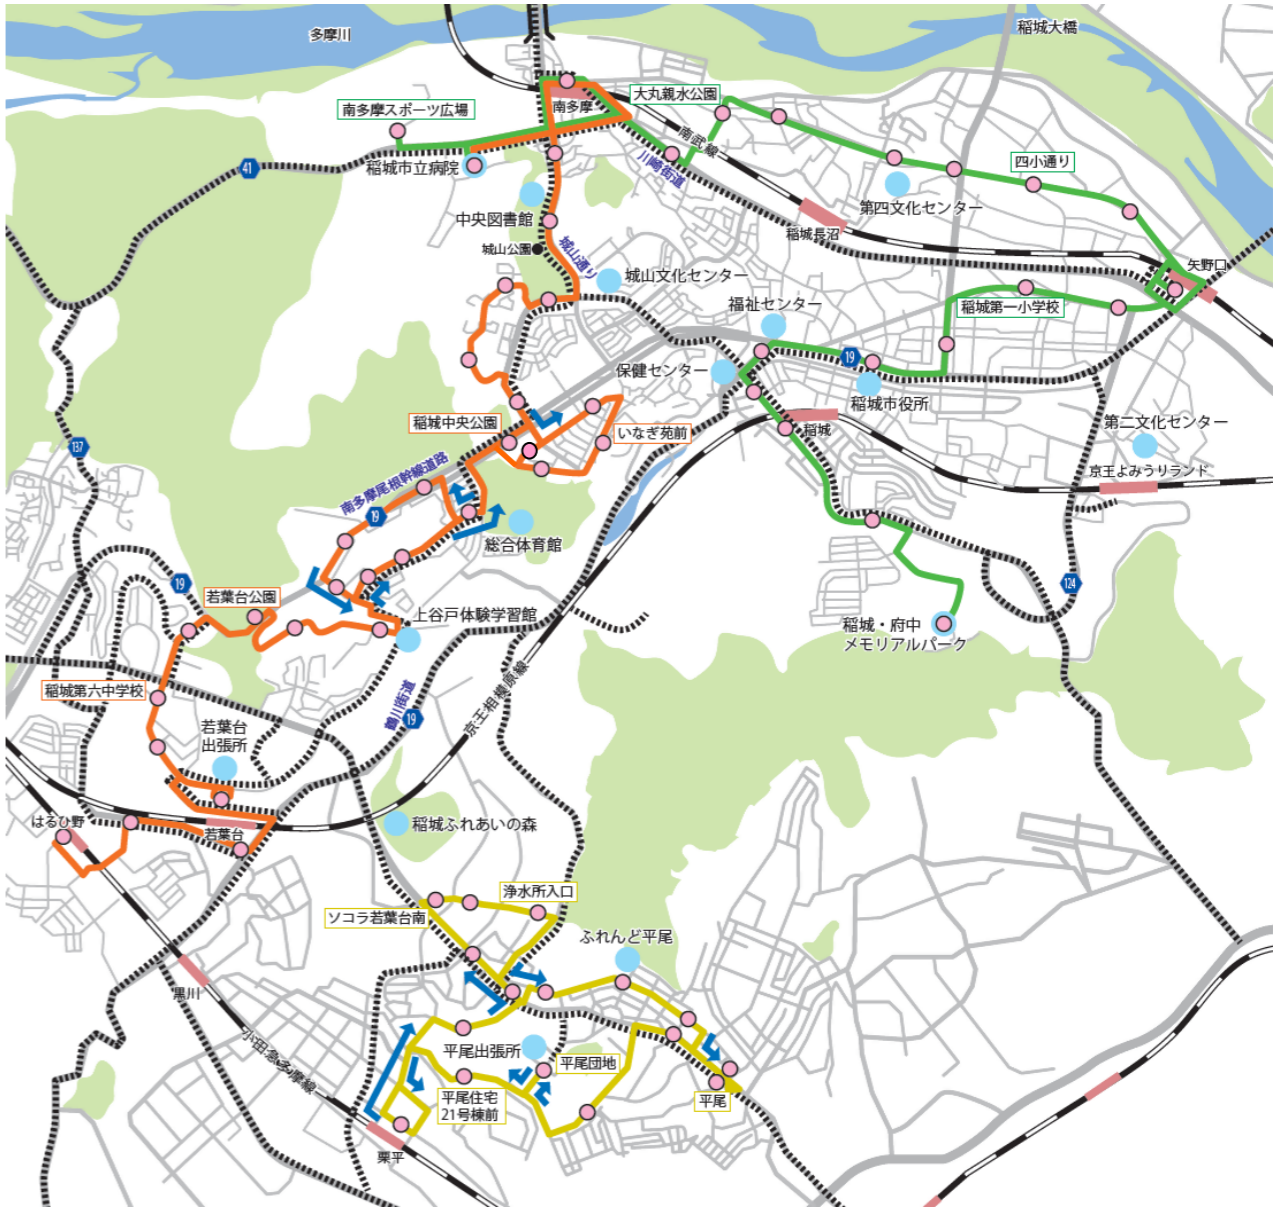 多摩川
稲城大橋
南多摩スポーツ広場
南多摩
大丸親水公園
41
稲城市立病院
南武線
川崎街道
四小通り
中央図書館
第四文化センター
城山公園
城山通り
稲城長沼
城山文化センター
矢野口
福祉センター
稲城第一小学校
19
保健センター
稲城市役所
稲城中央公園
いなぎ苑前
稲城
第二文化センター
137
京王よみうりランド
南多摩尾根幹線道路
19
総合体育館
19
若葉台公園
124
上谷戸体験学習館
稲城・府中
メモリアルパーク
稲城第六中学校
鶴川街道
19
京王相模原線
若葉台
出張所
はるひ野
若葉台
稲城ふれあいの森
浄水所入口
ソコラ若葉台南
ふれんど平尾
黒川
小田急多摩線
平尾出張所
平尾団地
平尾住宅
21号棟前
平尾
栗平